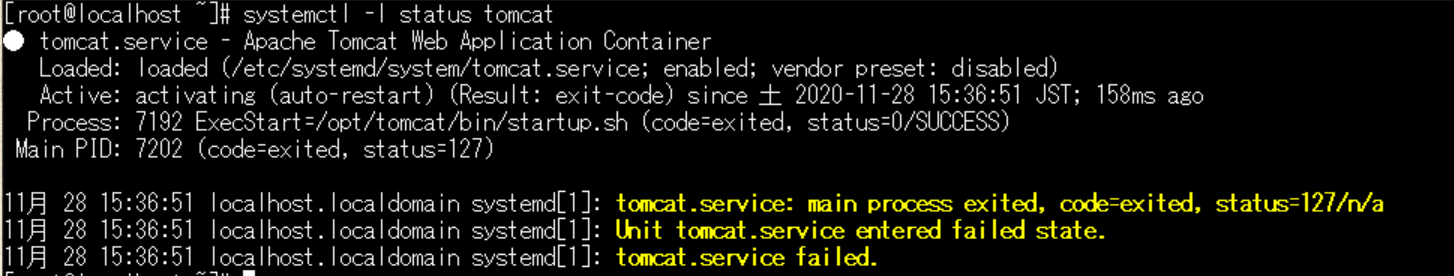 [root@localhost ~]# systemctl -l status tomcat
● tomcat.service - Apache Tomcat Web Application Container
Loaded: loaded (/etc/systemd/system/tomcat.service; enabled; vendor preset: disabled)
Active: activating (auto-restart) (Result: exit-code) since 土 2020-11-28 15:36:51 JST; 158ms ago
Process: 7192 ExecStart=/opt/tomcat/bin/startup.sh (code=exited, status=0/SUCCESS)
Main PID: 7202 (code=exited, status=127)
11月 28 15:36:51 localhost.localdomain systemd[1]: tomcat.service: main process exited, code=exited, status=127/n/a
11月 28 15:36:51 localhost.localdomain systemd[1]: Unit tomcat.service entered failed state.
11月 28 15:36:51 localhost.localdomain systemd[1]: tomcat.service failed.